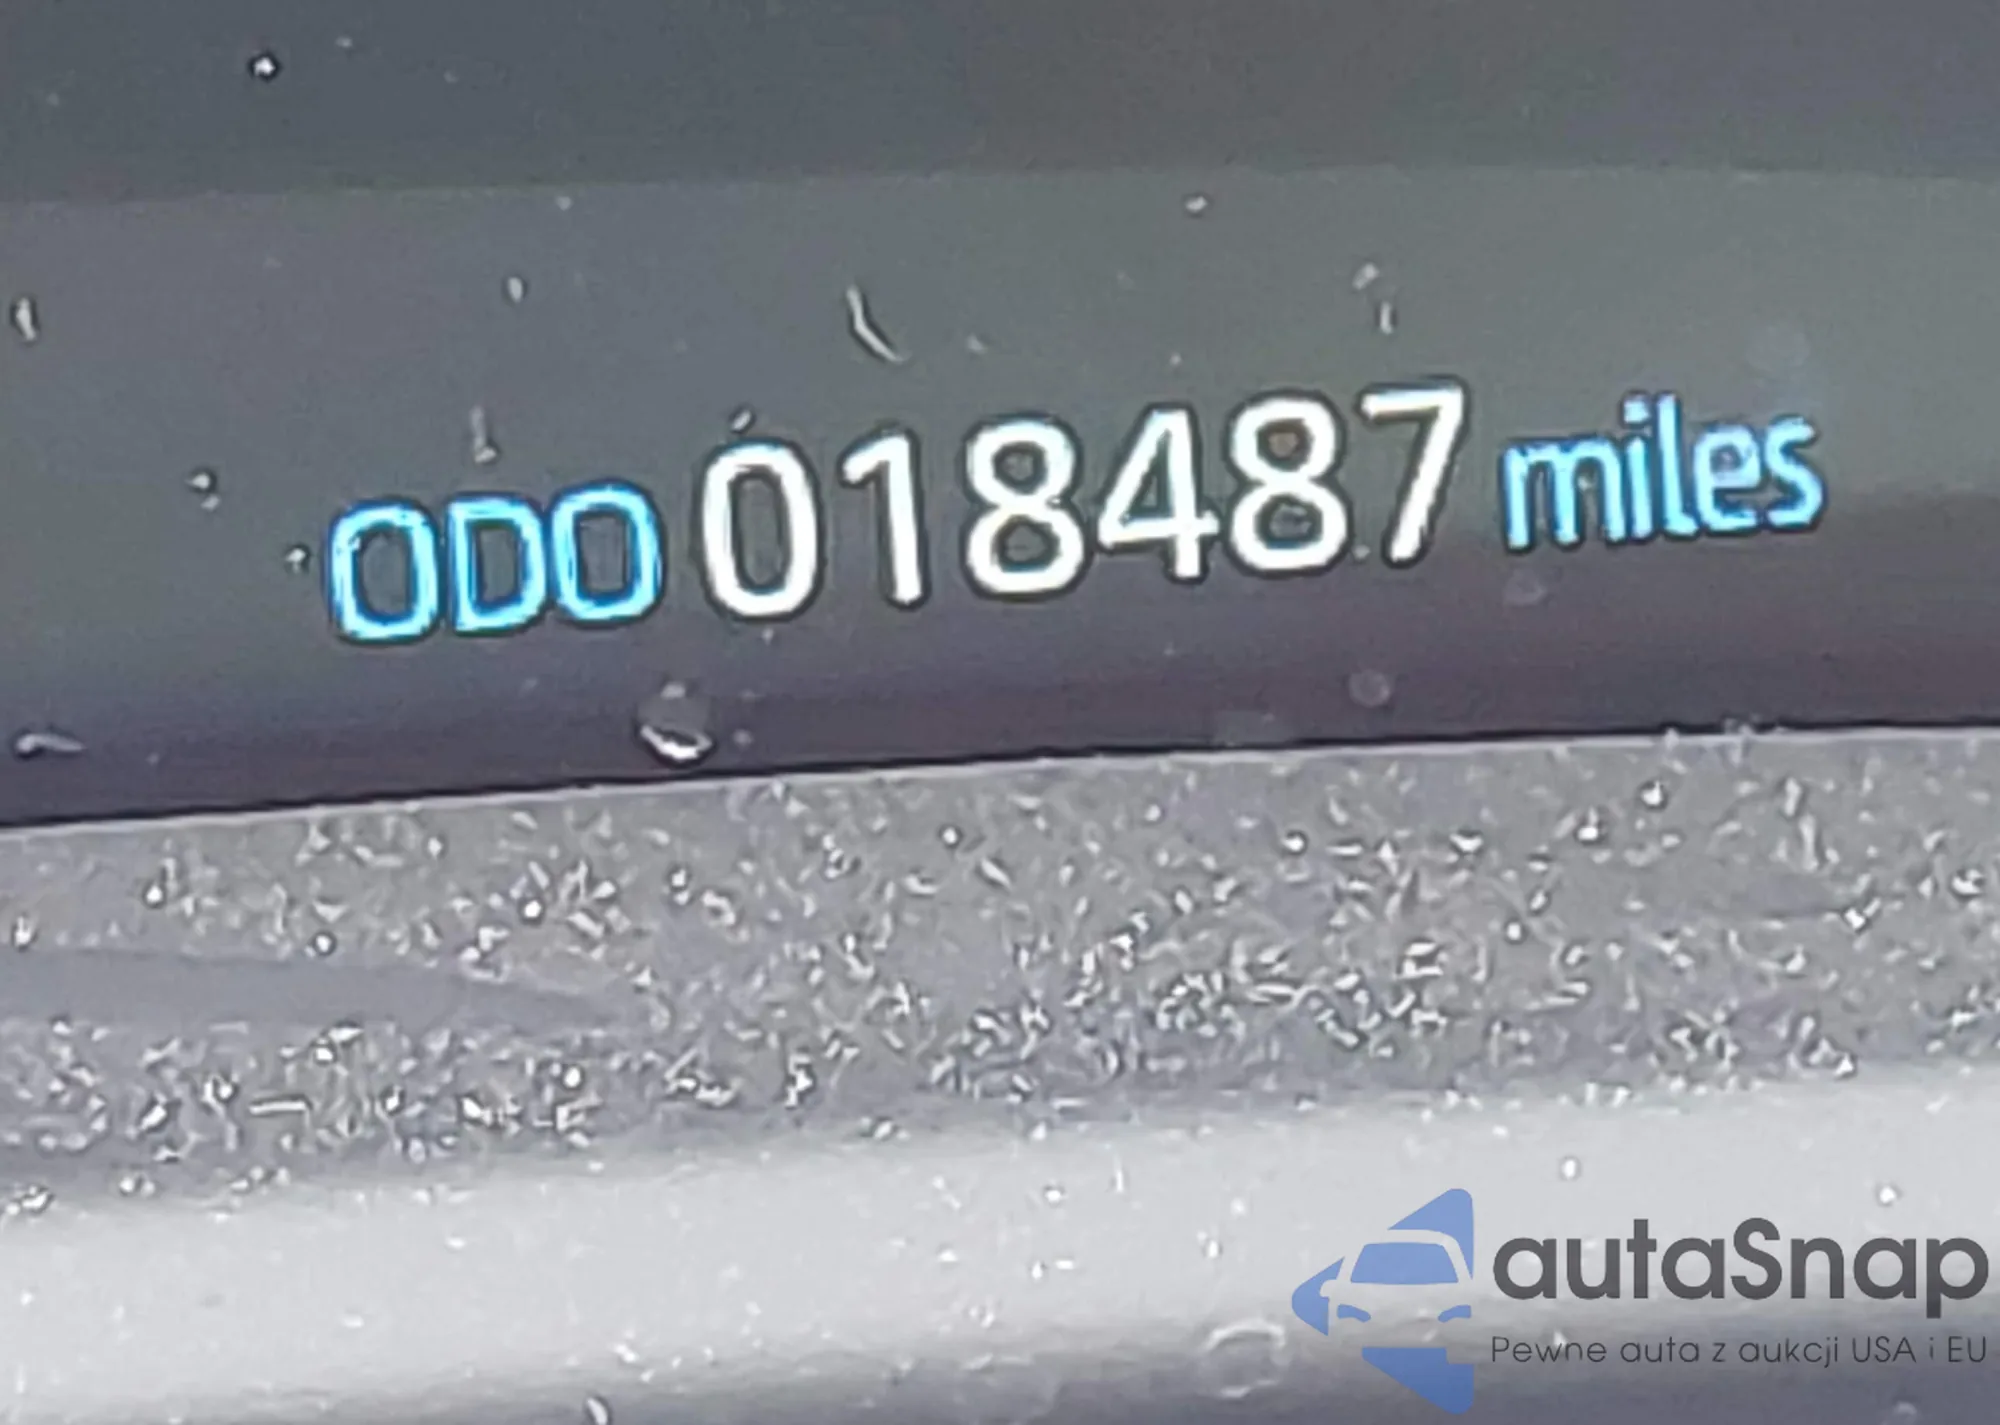 ODO 018487 miles
autaSnap
Pewne auta z aukcji USA i EU